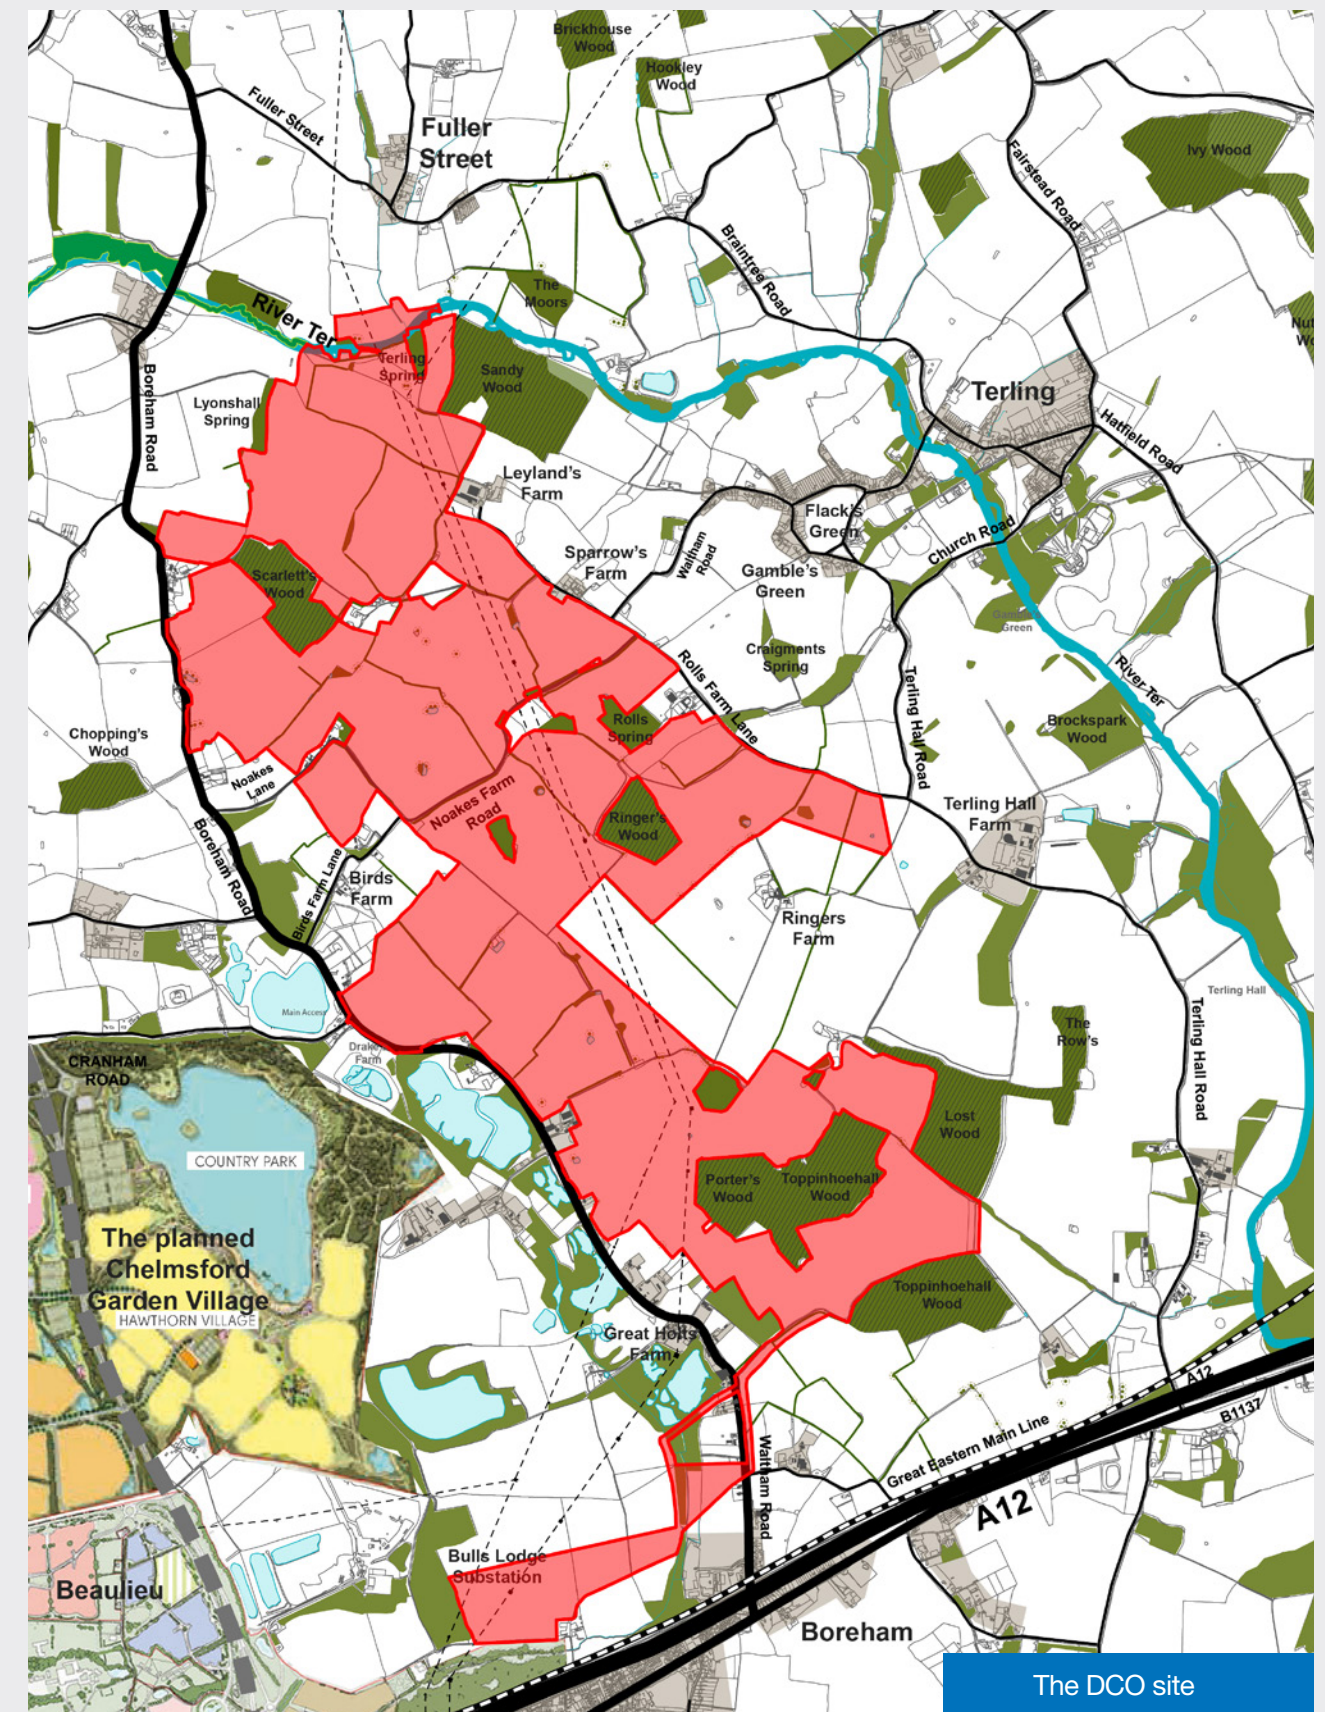 Brickhouse
Wood
Hookley
Wood
Fuller Street
Fuller
Street
Ivy Wood
Fairstead Road
Braintree Road
The
Moors
River Ter
Terling
Spring
Sandy
Wood
Boreham Road
Lyonshall
Spring
Terling
Hatfield Road
Leyland's
Farm
Flack's
Green
Church Road
Sparrow's
Farm
Waltham
Road
Gamble's
Green
Scarlett's
Wood
Green
Craigments
Spring
Rolls Farm Lane
River Ter
Terling Hall Road
Rolls
Spring
Brockspark
Wood
Chopping's
Wood
Noakes
Lane
Noakes Farm
Road
Ringer's
Wood
Terling Hall
Farm
Boreham Road
Birds Farm Lane
Birds
Farm
Ringers
Farm
Terling Hall
Main Access
Terling Hall Road
The
Row's
Farm
CRANHAM
ROAD
Lost
Wood
COUNTRY PARK
Porter's
Wood
Toppinhoehall
Wood
The planned
Chelmsford
Garden Village
HAWTHORN VILLAGE
Toppinhoehall
Wood
Great Holts
Farm
A12
B1137
Great Eastern Main Line
Waltham Road
A12
Bulls Lodge
Substation
Beaulieu
Boreham
The DCO site